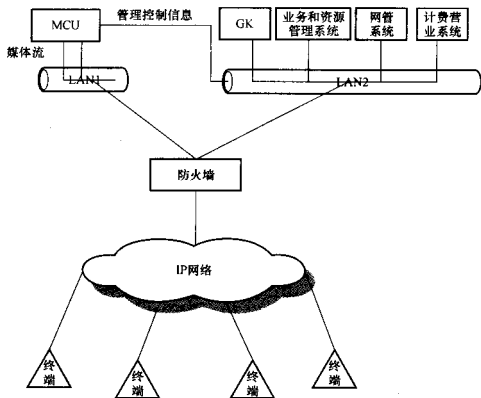 MCU
管理控制信息
GK
业务和资源
管理系统
网管
系统
计费营
业系统
媒体流
LAN1
LAN2
防火墙
IP网络
终
端
终
端
终
端
终
端